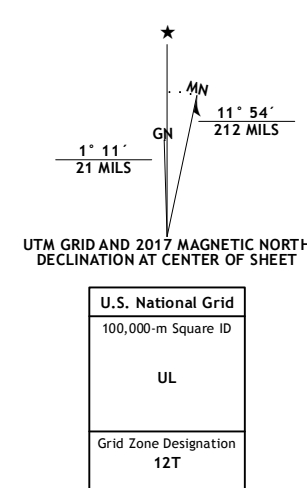 ★
MN
GN
11° 54´
212 MILS
1° 11´
21 MILS
UTM GRID AND 2017 MAGNETIC NORTH
DECLINATION AT CENTER OF SHEET
U.S. National Grid
100,000-m Square ID
UL
Grid Zone Designation
12T